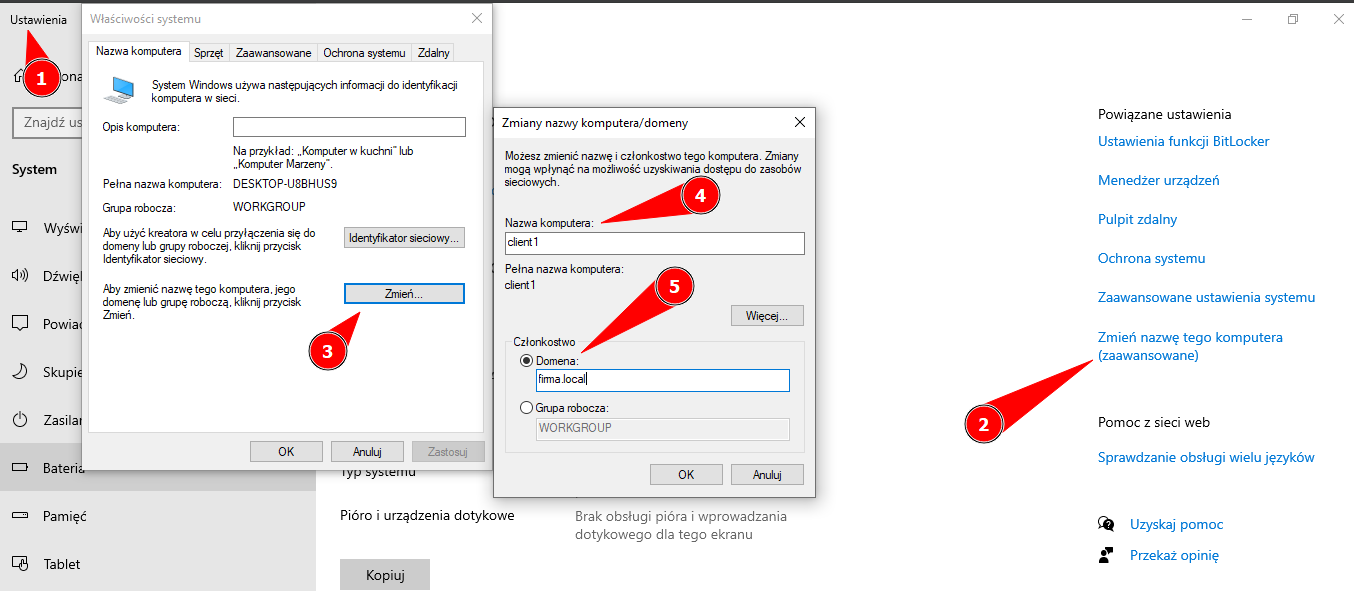 Ustawienia
1
ona
Znajdź us
System
Wyświ
Dźwięk
Powiad
Skupie
Zasilan
Bateria
Pamięć
Tablet
Właściwości systemu
Nazwa komputera
Sprzęt
Zaawansowane
Ochrona systemu
Zdalny
System Windows używa następujących informacji do identyfikacji
komputera w sieci.
Opis komputera:
Na przykład: „Komputer w kuchni” lub
„Komputer Marzeny”.
Pełna nazwa komputera: DESKTOP-U8BHUS9
Grupa robocza: WORKGROUP
Aby użyć kreatora w celu przyłączenia się do
domeny lub grupy roboczej, kliknij przycisk
Identyfikator sieciowy.
Identyfikator sieciowy...
Aby zmienić nazwę tego komputera, jego
domenę lub grupę roboczą, kliknij przycisk
Zmień.
Zmień...
3
OK
Anuluj
Zastosuj
Typ systemu
Pióro i urządzenia dotykowe
Brak obsługi pióra i wprowadzania
dotykowego dla tego ekranu
Kopiuj
Zmiany nazwy komputera/domeny
Możesz zmienić nazwę i członkostwo tego komputera. Zmiany
mogą wpłynąć na możliwość uzyskiwania dostępu do zasobów
sieciowych.
4
Nazwa komputera:
client1
Pełna nazwa komputera:
client1
5
Więcej...
Członkostwo
Domena:
firma.local
Grupa robocza:
WORKGROUP
OK
Anuluj
Powiązane ustawienia
Ustawienia funkcji BitLocker
Menedżer urządzeń
Pulpit zdalny
Ochrona systemu
Zaawansowane ustawienia systemu
Zmień nazwę tego komputera
(zaawansowane)
2
Pomoc z sieci web
Sprawdzanie obsługi wielu języków
Uzyskaj pomoc
Przekaż opinię